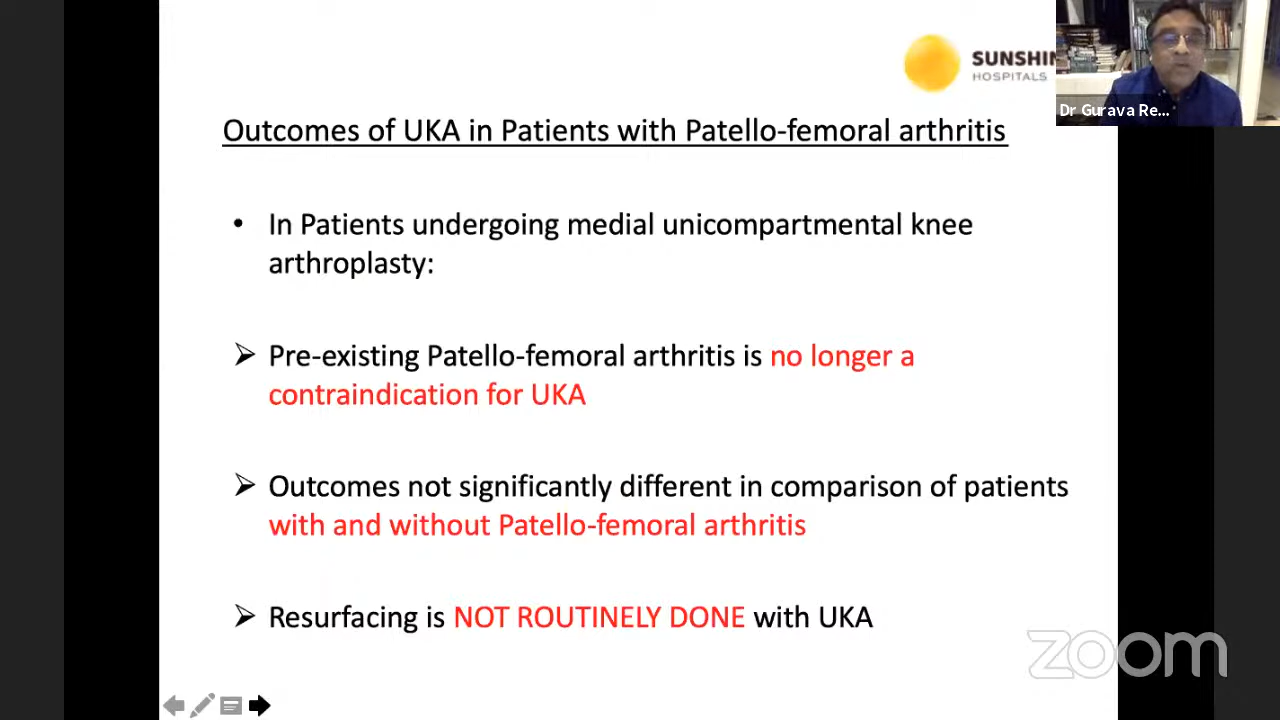 SUNSHIN
HOSPITALS
Dr Gurava Re...
Outcomes of UKA in Patients with Patello-femoral arthritis
• In Patients undergoing medial unicompartmental knee
arthroplasty:
➢ Pre-existing Patello-femoral arthritis is no longer a
contraindication for UKA
➢ Outcomes not significantly different in comparison of patients
with and without Patello-femoral arthritis
➢ Resurfacing is NOT ROUTINELY DONE with UKA
zoom